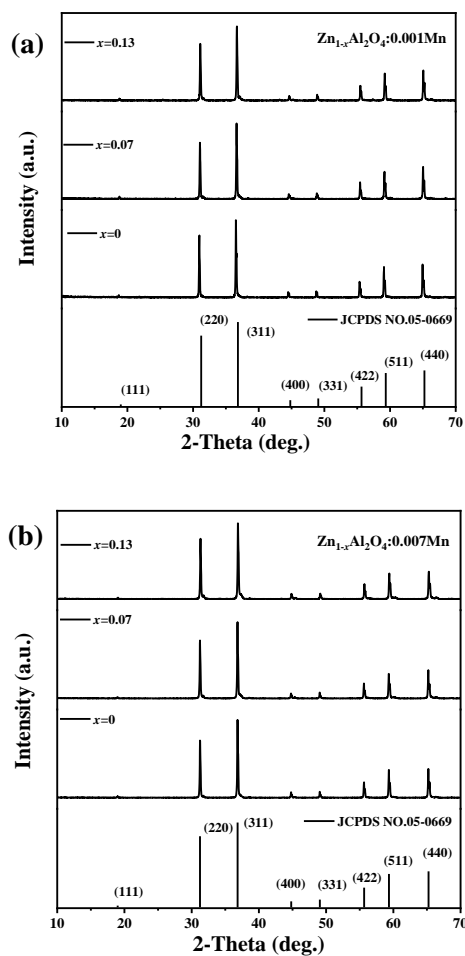 (a)
x=0.13
Zn1-xAl2O4:0.001Mn
x=0.07
x=0
JCPDS NO.05-0669
(220)
(311)
(111)
(400)
(331)
(422)
(511)
(440)
10 20 30 40 50 60 70
2-Theta (deg.)
Intensity (a.u.)
(b)
x=0.13
Zn1-xAl2O4:0.007Mn
x=0.07
x=0
JCPDS NO.05-0669
(220)
(311)
(111)
(400)
(331)
(422)
(511)
(440)
10 20 30 40 50 60 70
2-Theta (deg.)
Intensity (a.u.)